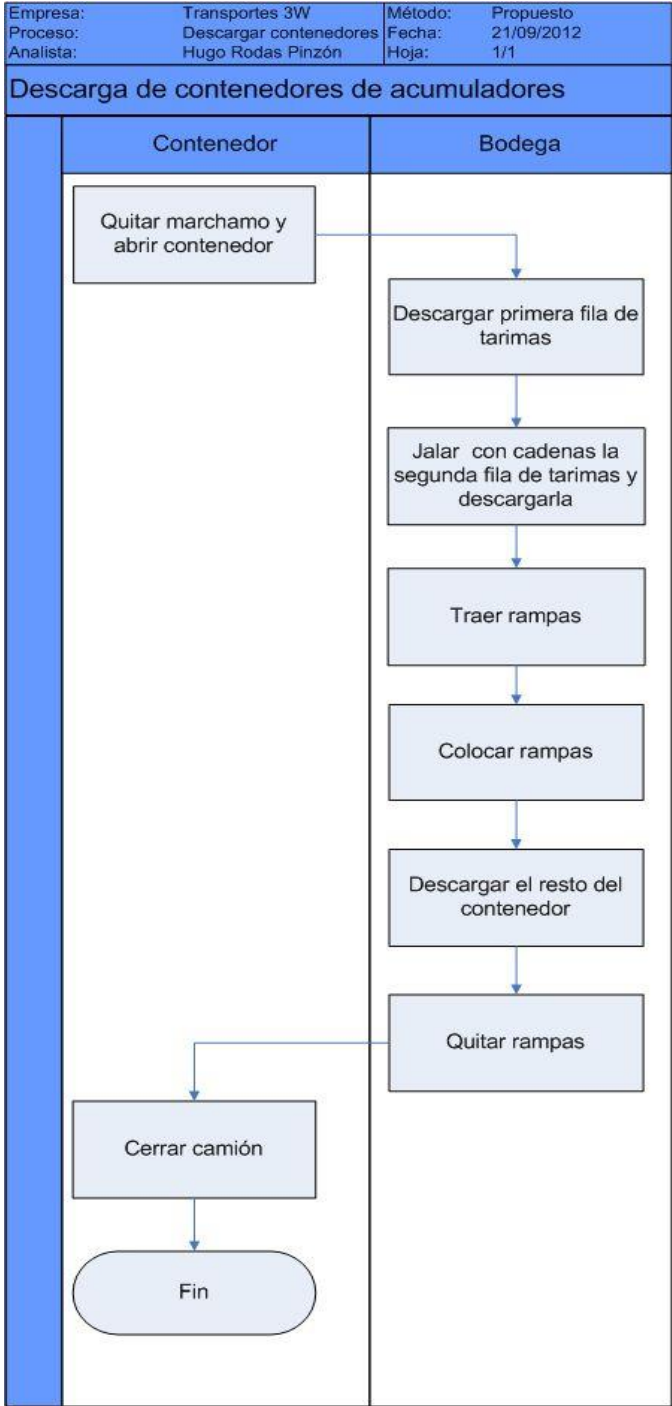 Empresa: Transportes 3W Método: Propuesto
Proceso: Descargar contenedores Fecha: 21/09/2012
Analista: Hugo Rodas Pinzón Hoja: 1/1
Descarga de contenedores de acumuladores
Contenedor Bodega
Quitar marchamo y
abrir contenedor
Descargar primera fila de
tarimas
Jalar con cadenas la
segunda fila de tarimas y
descargarla
Traer rampas
Colocar rampas
Descargar el resto del
contenedor
Quitar rampas
Cerrar camión
Fin